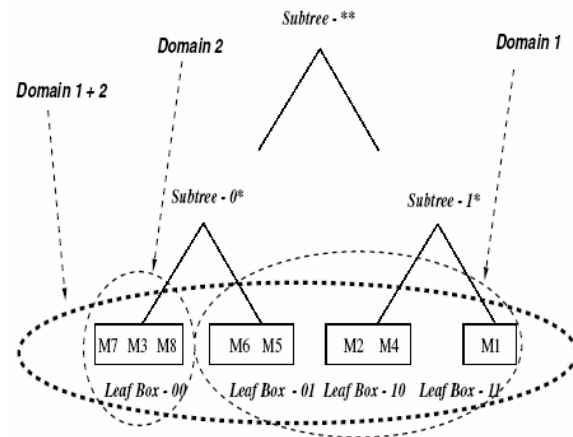 Subtree - **
Domain 2
Domain 1
Domain 1 + 2
Subtree - 0*
Subtree - 1*
M7 M3 M8
M6 M5
M2 M4
M1
Leaf Box - 00
Leaf Box - 01
Leaf Box - 10
Leaf Box - 11